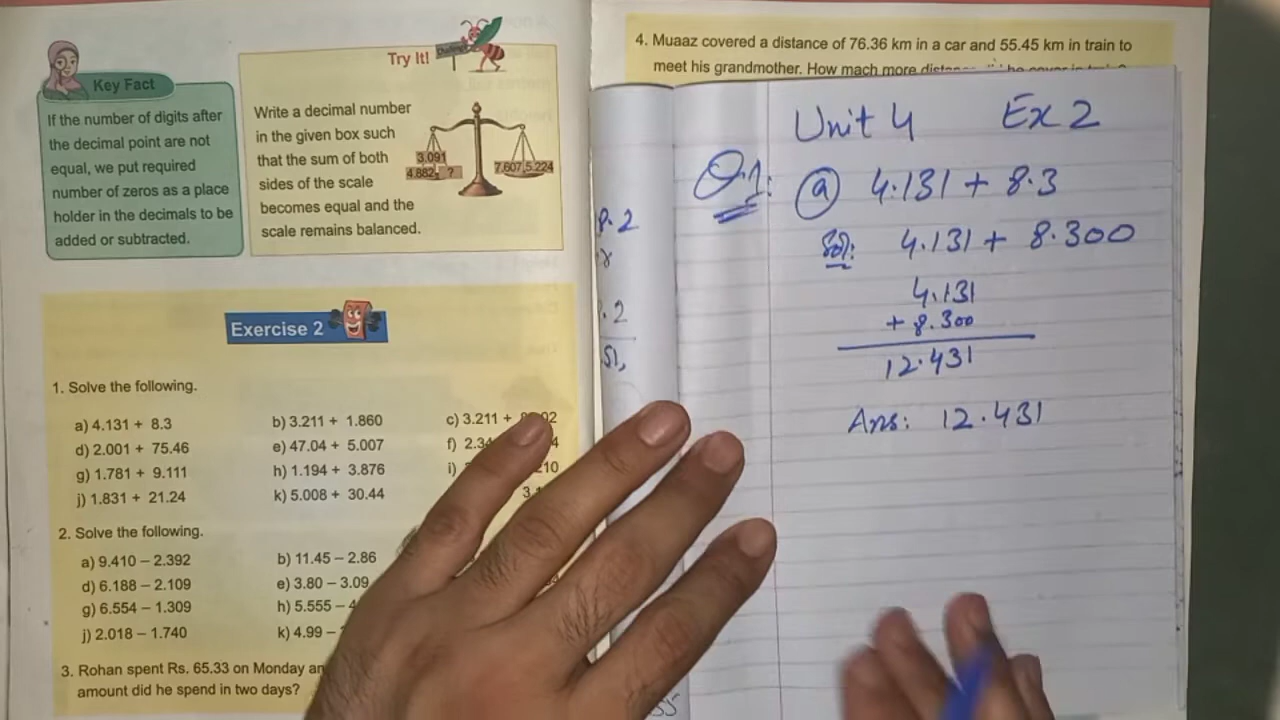 Key Fact
If the number of digits after
the decimal point are not
equal, we put required
number of zeros as a place
holder in the decimals to be
added or subtracted.
Try It!
Write a decimal number
in the given box such
that the sum of both
sides of the scale
becomes equal and the
scale remains balanced.
3.091
4.882, ?
7.607,5.224
Exercise 2
1. Solve the following.
a) 4.131 + 8.3
b) 3.211 + 1.860
c) 3.211 +
d) 2.001 + 75.46
e) 47.04 + 5.007
f)
g) 1.781 + 9.111
h) 1.194 + 3.876
i)
j) 1.831 + 21.24
k) 5.008 + 30.44
2. Solve the following.
a) 9.410 – 2.392
b) 11.45 – 2.86
d) 6.188 – 2.109
e) 3.80 – 3.09
g) 6.554 – 1.309
h) 5.555 –
j) 2.018 – 1.740
k) 4.99 –
3. Rohan spent Rs. 65.33 on Monday
amount did he spend in two days?
4. Muaaz covered a distance of 76.36 km in a car and 55.45 km in train to
meet his grandmother. How mach more
Unit 4 Ex 2
Q.1: a 4.131 + 8.3
Sol: 4.131 + 8.300
4.131
+ 8.300
12.431
Ans: 12.431